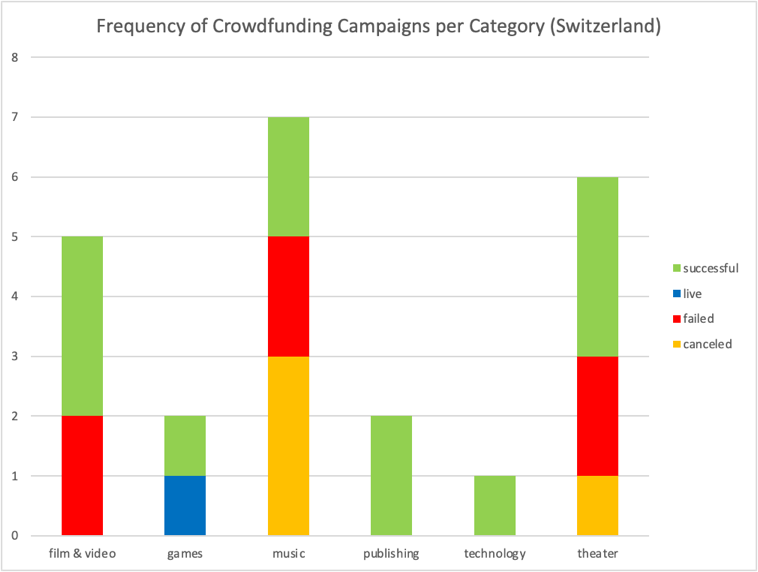 Frequency of Crowdfunding Campaigns per Category (Switzerland)
8
7
6
5
4
3
2
1
0
film & video games music publishing technology theater
successful
live
failed
canceled